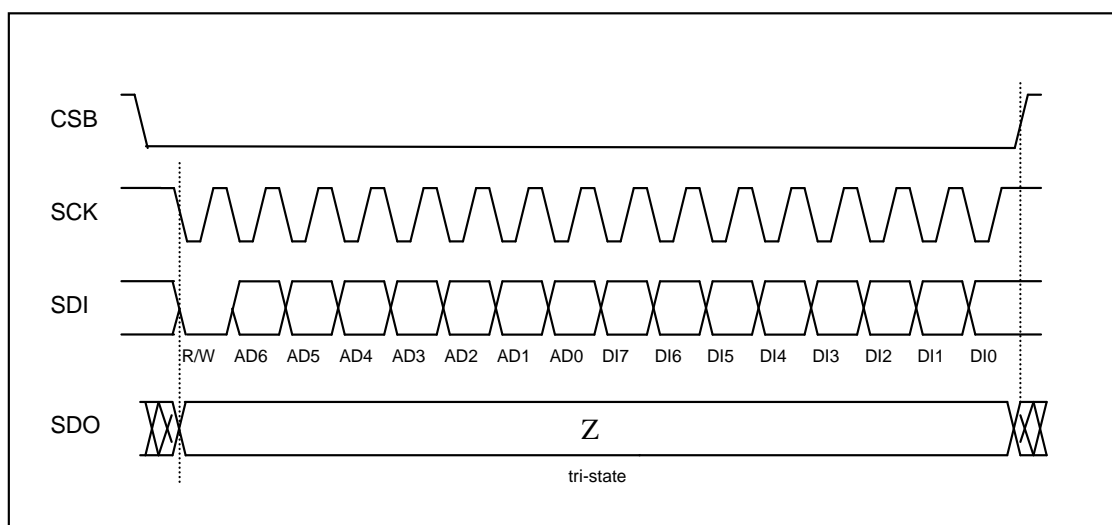 CSB
SCK
SDI
R/W AD6 AD5 AD4 AD3 AD2 AD1 AD0 DI7 DI6 DI5 DI4 DI3 DI2 DI1 DI0
SDO
Z
tri-state